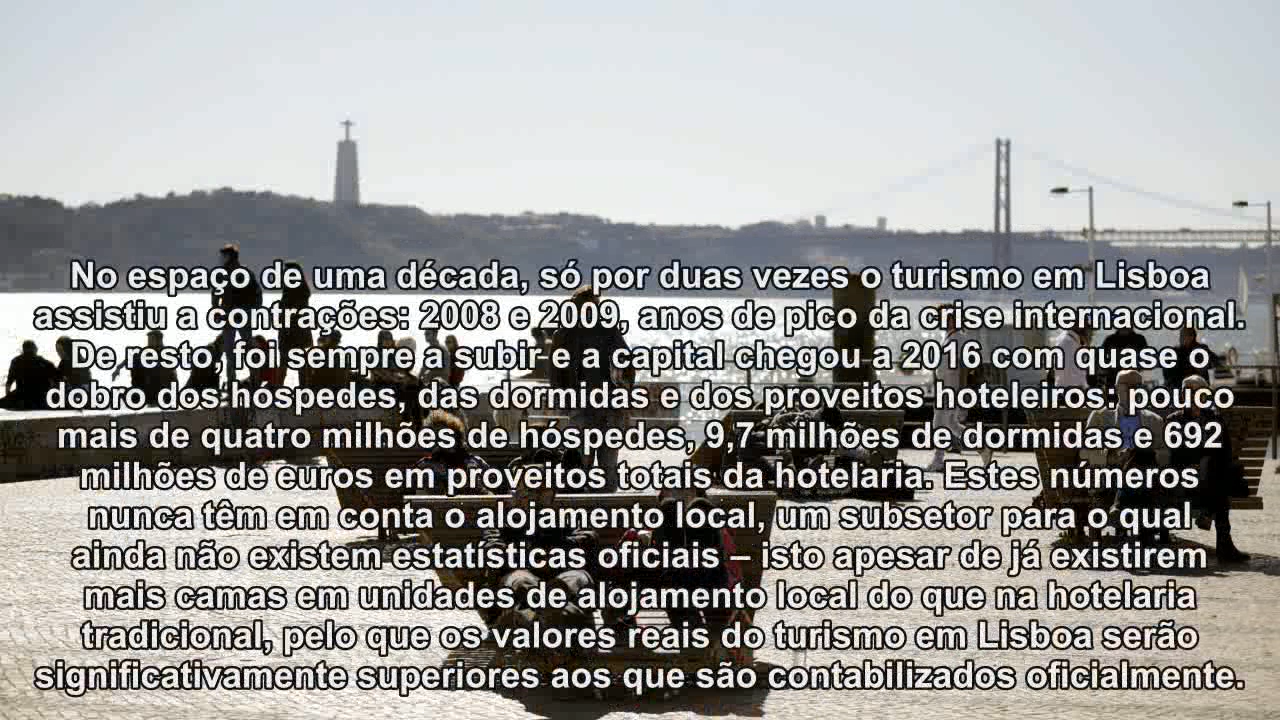 No espaço de uma década, só por duas vezes o turismo em Lisboa
assistiu a contrações: 2008 e 2009, anos de pico da crise internacional.
De resto, foi sempre a subir e a capital chegou a 2016 com quase o
dobro dos hóspedes, das dormidas e dos proveitos hoteleiros: pouco
mais de quatro milhões de hóspedes, 9,7 milhões de dormidas e 692
milhões de euros em proveitos totais da hotelaria. Estes números
nunca têm em conta o alojamento local, um subsetor para o qual
ainda não existem estatísticas oficiais – isto apesar de já existirem
mais camas em unidades de alojamento local do que na hotelaria
tradicional, pelo que os valores reais do turismo em Lisboa serão
significativamente superiores aos que são contabilizados oficialmente.